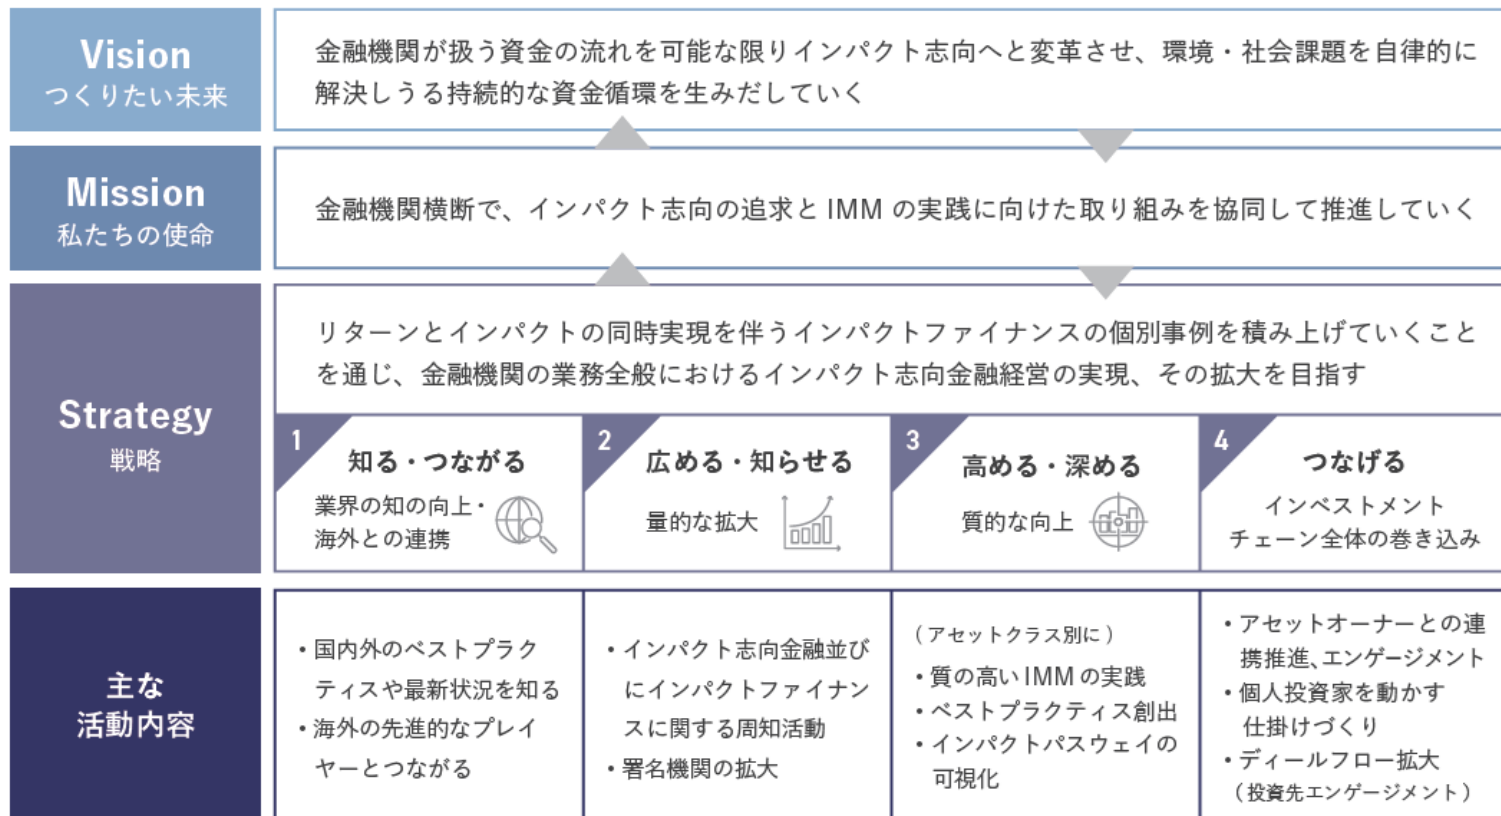 Vision
つくりたい未来
金融機関が扱う資金の流れを可能な限りインパクト志向へと変革させ、環境・社会課題を自律的に
解決しうる持続的な資金循環を生みだしていく
Mission
私たちの使命
金融機関横断で、インパクト志向の追求と IMM の実践に向けた取り組みを協同して推進していく
Strategy
戦略
リターンとインパクトの同時実現を伴うインパクトファイナンスの個別事例を積み上げていくこと
を通じ、金融機関の業務全般におけるインパクト志向金融経営の実現、その拡大を目指す
1
知る・つながる
業界の知の向上・
海外との連携
2
広める・知らせる
量的な拡大
3
高める・深める
質的な向上
4
つなげる
インベストメント
チェーン全体の巻き込み
主な
活動内容
・国内外のベストプラク
ティスや最新状況を知る
・海外の先進的なプレイ
ヤーとつながる
・インパクト志向金融並び
にインパクトファイナン
スに関する周知活動
・署名機関の拡大
(アセットクラス別に)
・質の高い IMM の実践
・ベストプラクティス創出
・インパクトパスウェイの
可視化
・アセットオーナーとの連
携推進、エンゲージメント
・個人投資家を動かす
仕掛けづくり
・ディールフロー拡大
(投資先エンゲージメント)